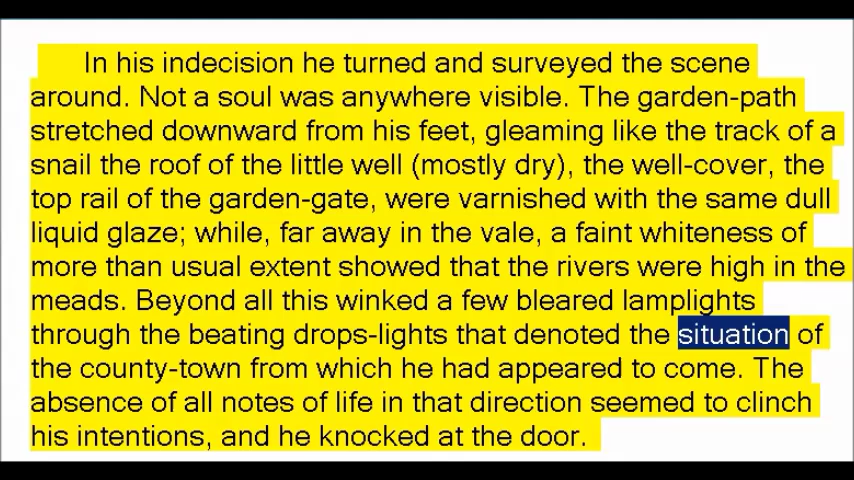 In his indecision he turned and surveyed the scene
around. Not a soul was anywhere visible. The garden-path
stretched downward from his feet, gleaming like the track of a
snail the roof of the little well (mostly dry), the well-cover, the
top rail of the garden-gate, were varnished with the same dull
liquid glaze; while, far away in the vale, a faint whiteness of
more than usual extent showed that the rivers were high in the
meads. Beyond all this winked a few bleared lamplights
through the beating drops-lights that denoted the situation of
the county-town from which he had appeared to come. The
absence of all notes of life in that direction seemed to clinch
his intentions, and he knocked at the door.